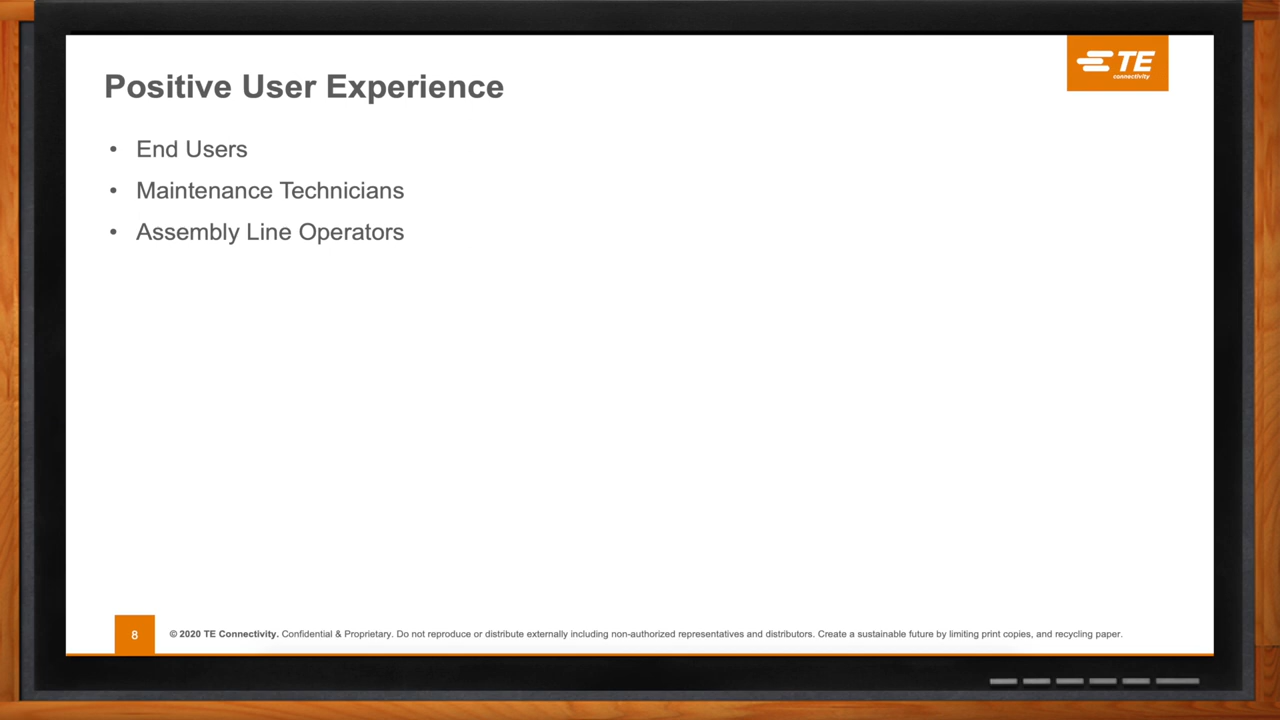 TE
connectivity
Positive User Experience
• End Users
• Maintenance Technicians
• Assembly Line Operators
8
© 2020 TE Connectivity. Confidential & Proprietary. Do not reproduce or distribute externally including non-authorized representatives and distributors. Create a sustainable future by limiting print copies, and recycling paper.